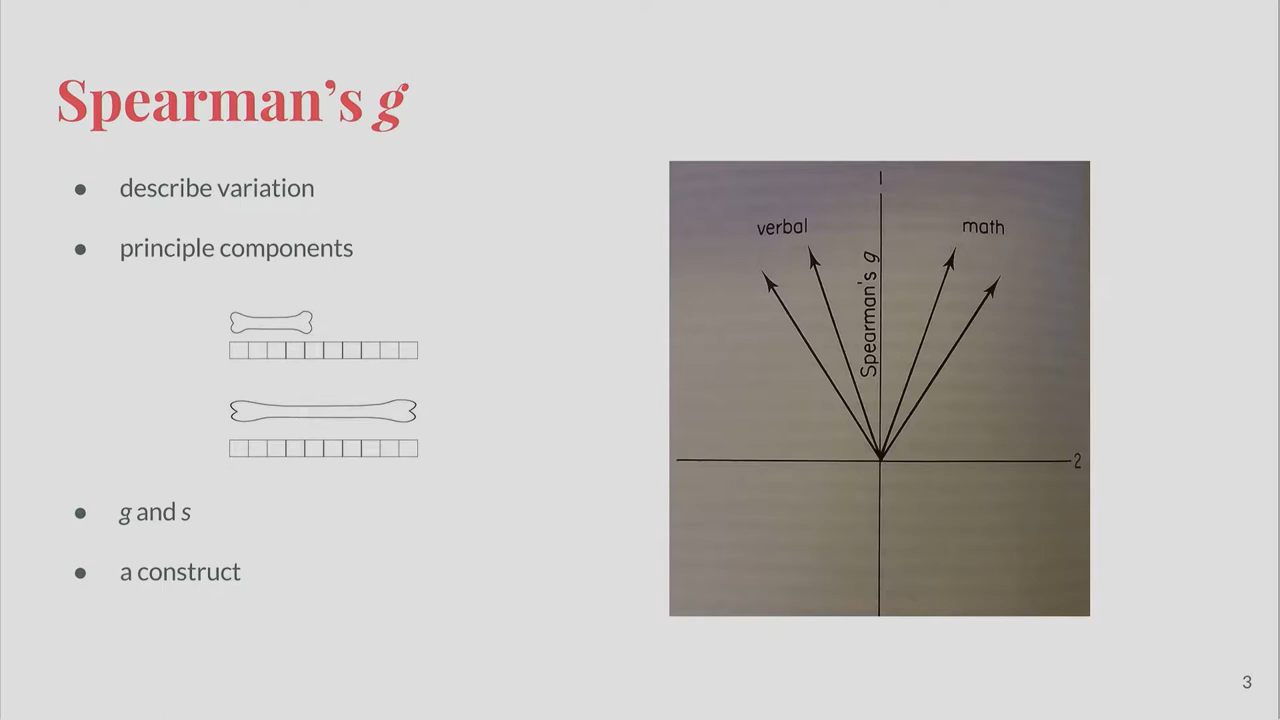 Spearman's g
● describe variation
● principle components
● g and s
● a construct
1
verbal
math
Spearman's g
2
3